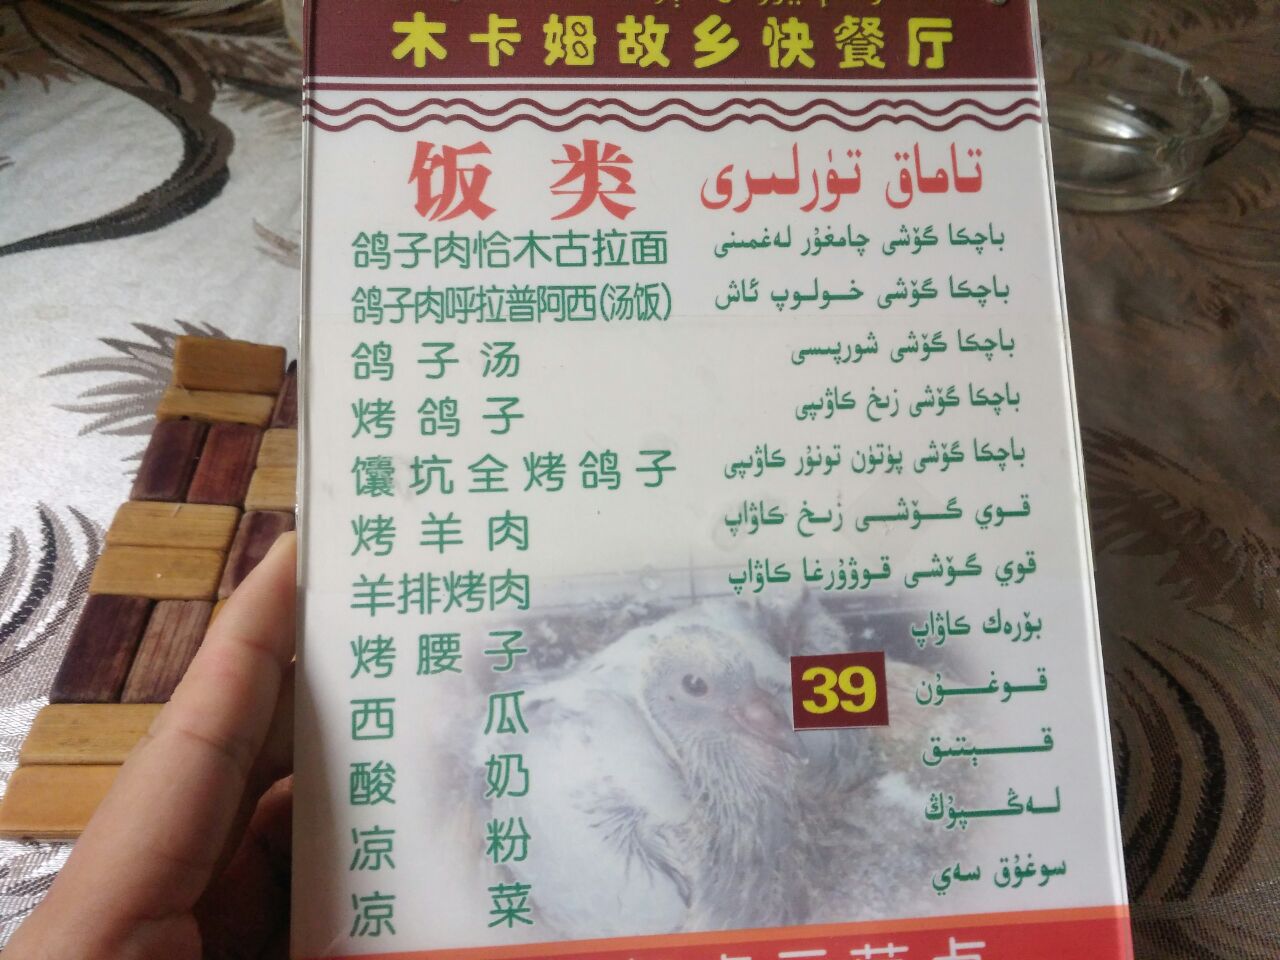 木卡姆故乡快餐厅
饭类 تاماق تۈرلىرى
鸽子肉恰木古拉面 باچكا گۆشى چامغۇر لەغمىنى
鸽子肉呼拉普阿西(汤饭) باچكا گۆشى خولوپ ئاش
鸽子汤 باچكا گۆشى شورپىسى
烤鸽子 باچكا گۆشى زىخ كاۋىپى
馕坑全烤鸽子 باچكا گۆشى پۈتۈن تونۇر كاۋىپى
烤羊肉 قوي گۆشى زىخ كاۋاپ
羊排烤肉 قوي گۆشى قوۋۇرغا كاۋاپ
烤腰子 بۆرەك كاۋاپ
39
西瓜 قوغۇن
酸奶 قېتىق
凉粉 لەڭپۇڭ
凉菜 سوغۇق سەي